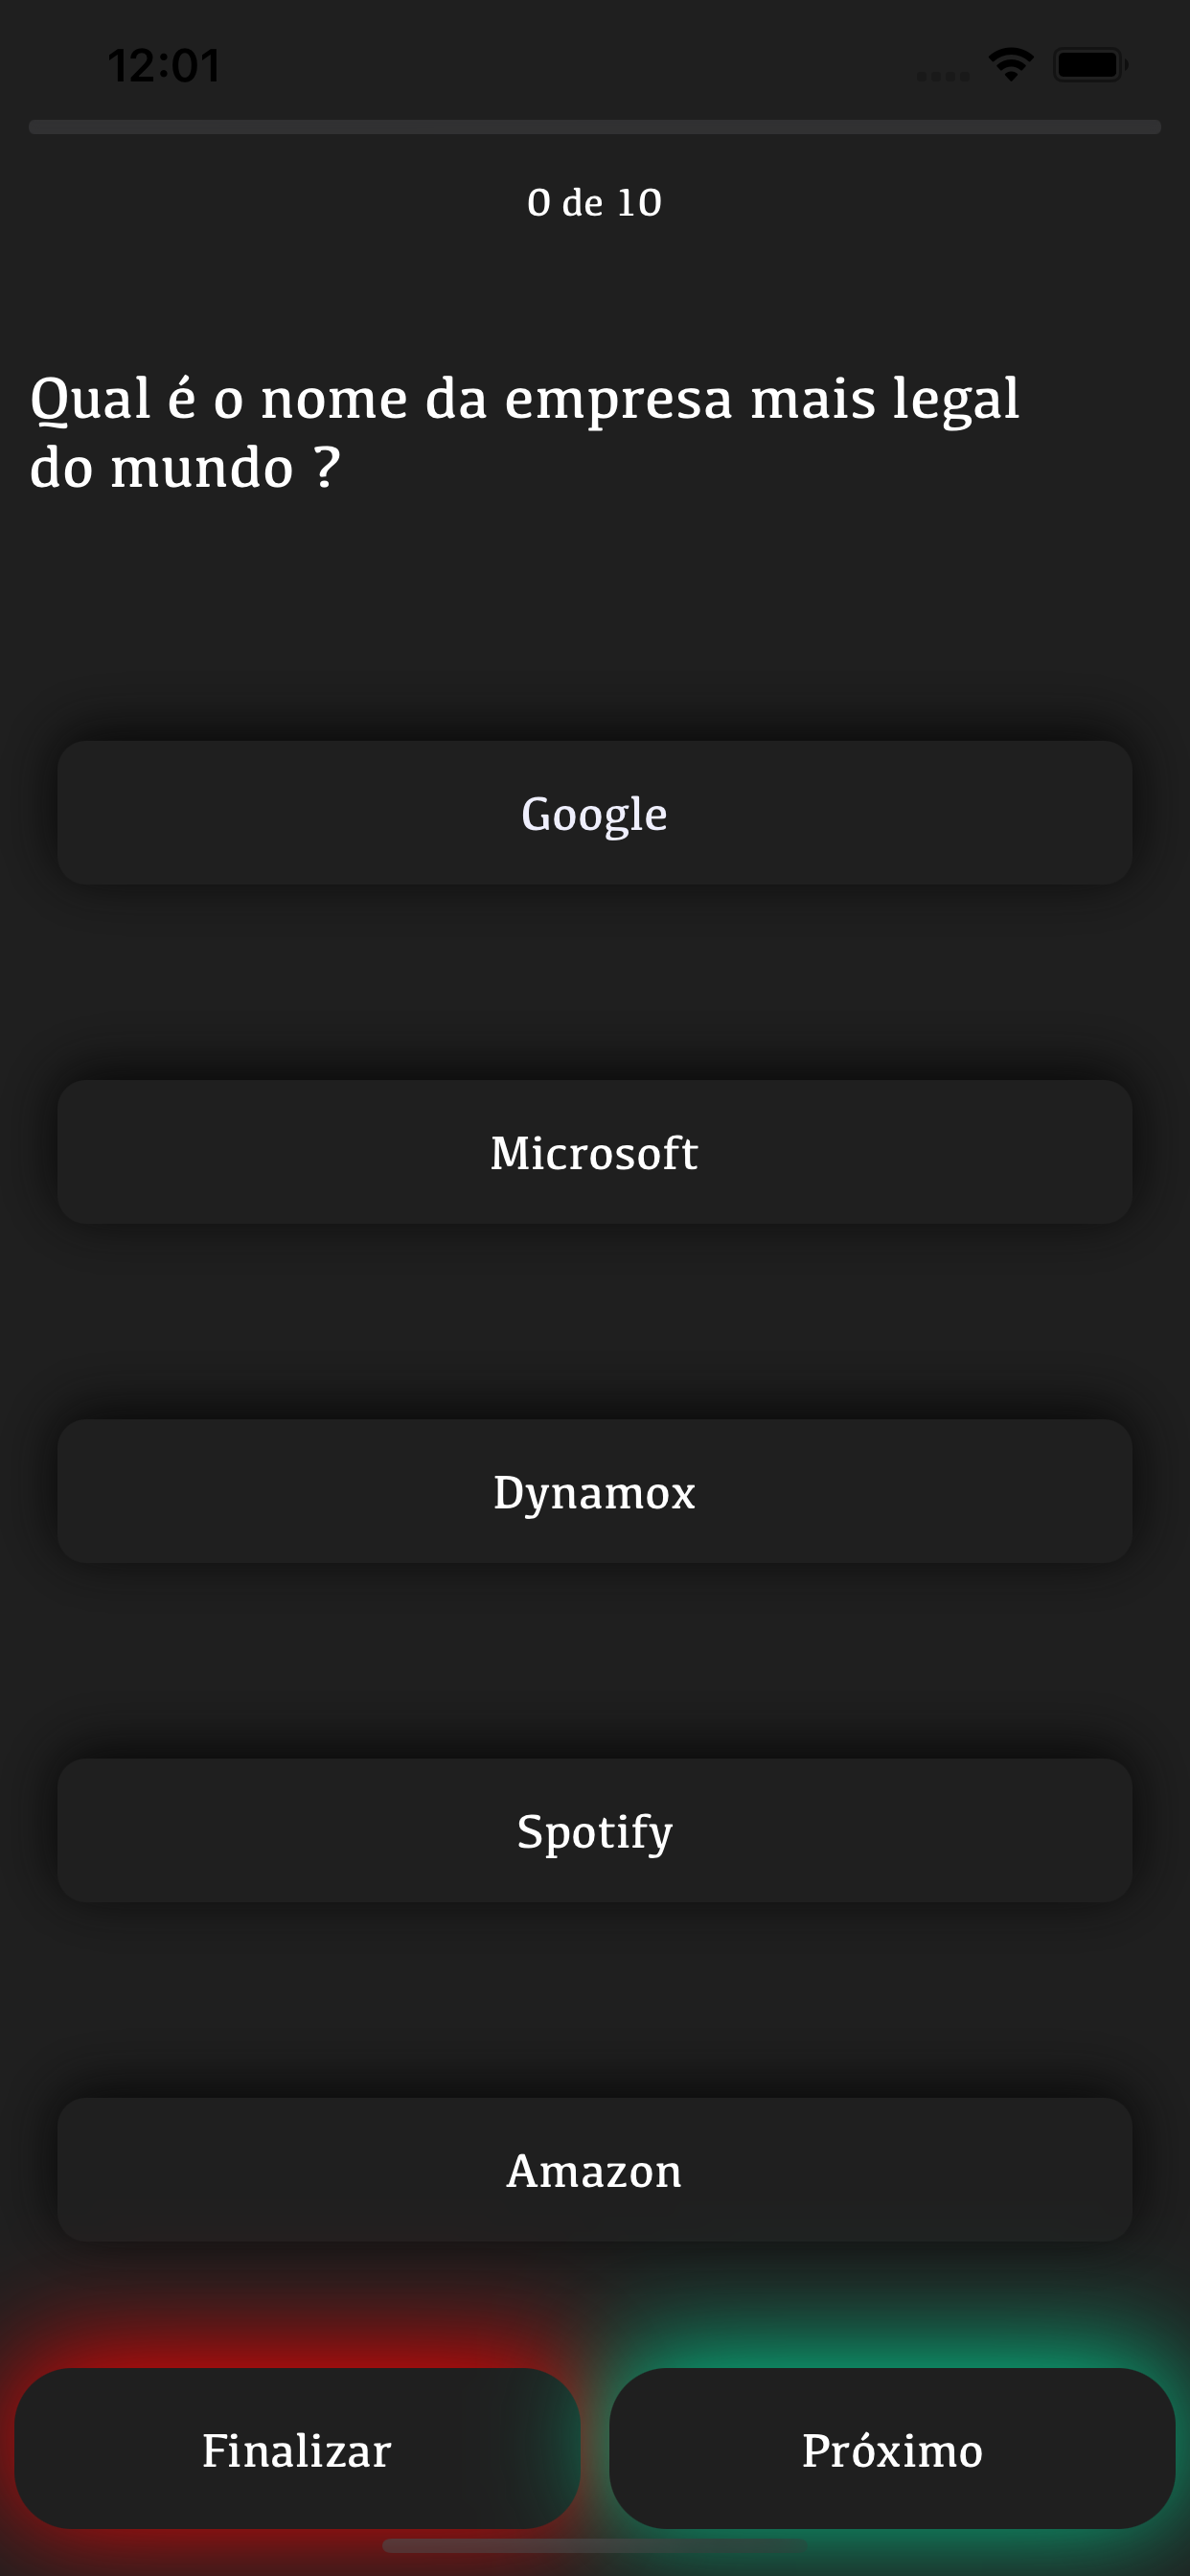 12:01
0 de 10
Qual é o nome da empresa mais legal
do mundo ?
Google
Microsoft
Dynamox
Spotify
Amazon
Finalizar
Próximo